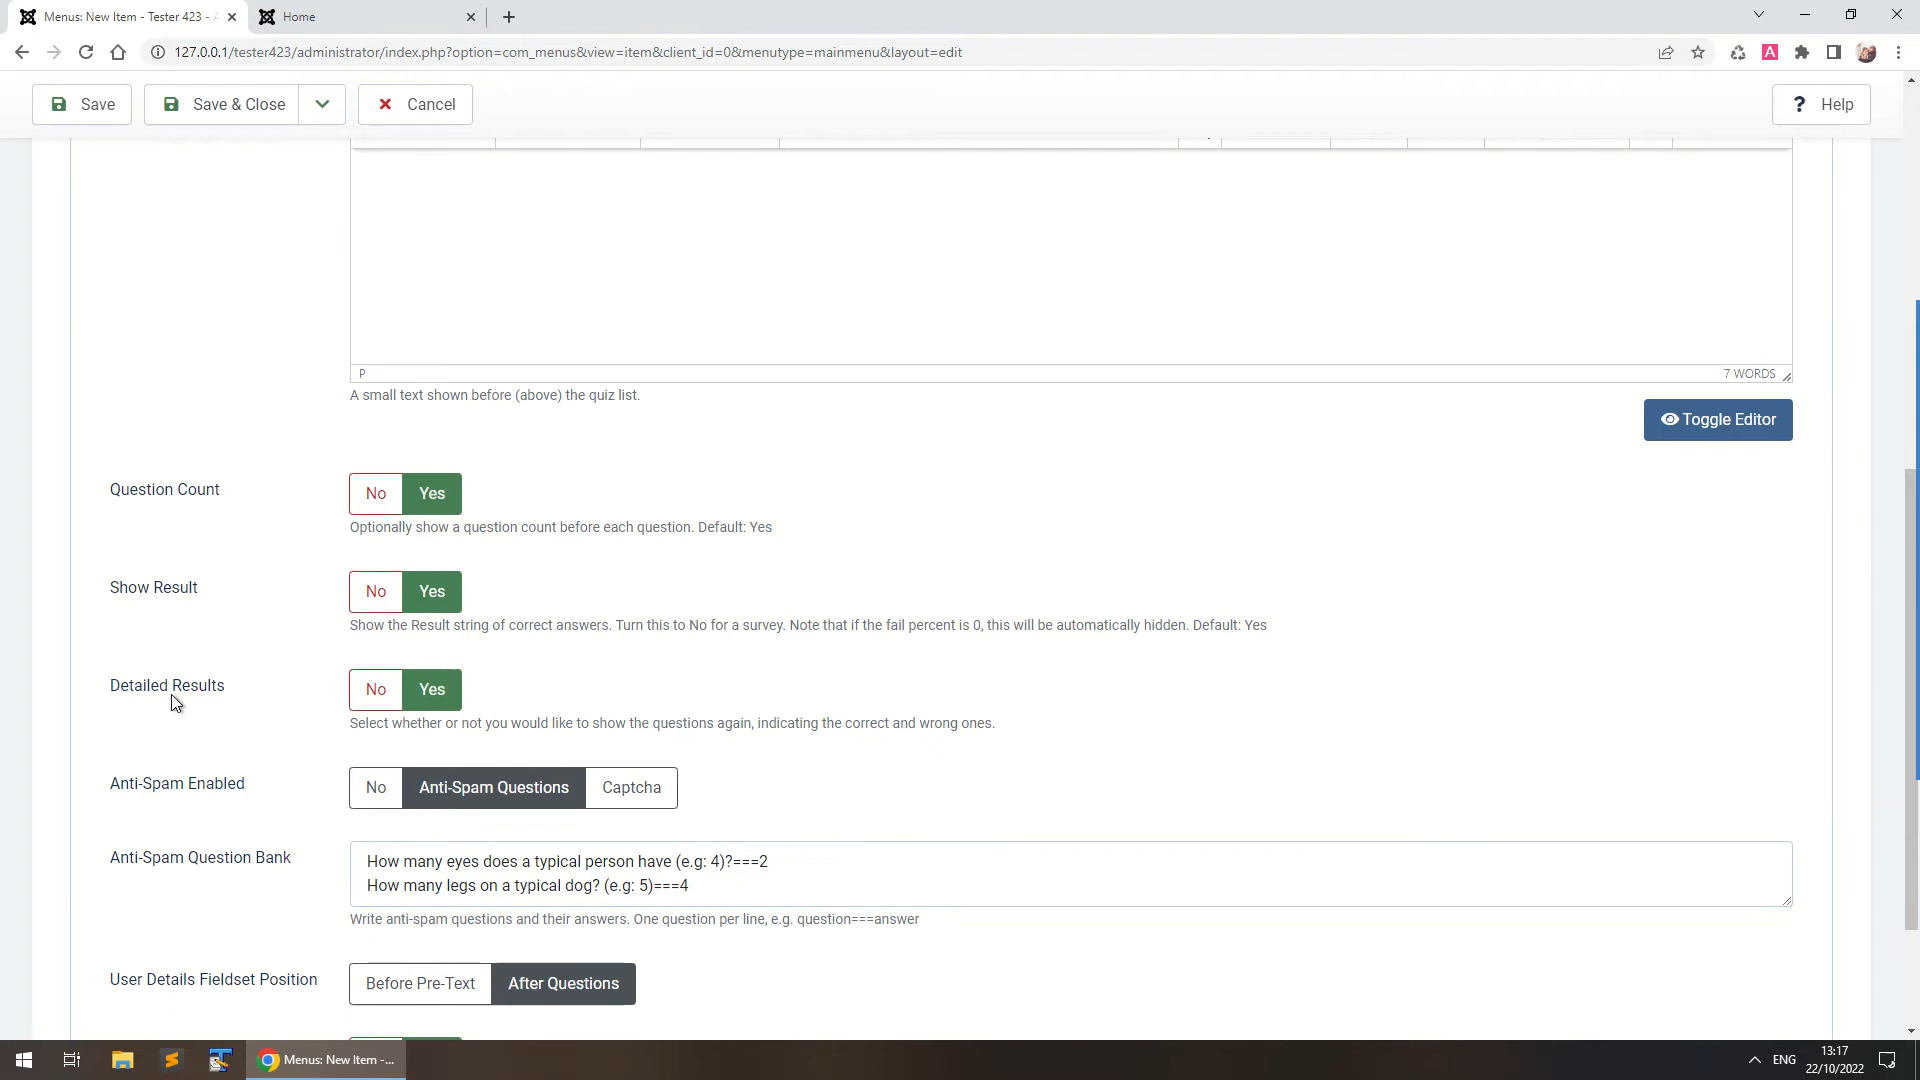 Menus: New Item - Tester 423 -
Home
127.0.0.1/tester423/administrator/index.php?option=com_menus&view=item&client_id=0&menutype=mainmenu&layout=edit
A
Save
Save & Close
Cancel
? Help
P
7 WORDS
A small text shown before (above) the quiz list.
Toggle Editor
Question Count
No Yes
Optionally show a question count before each question. Default: Yes
Show Result
No Yes
Show the Result string of correct answers. Turn this to No for a survey. Note that if the fail percent is 0, this will be automatically hidden. Default: Yes
Detailed Results
No Yes
Select whether or not you would like to show the questions again, indicating the correct and wrong ones.
Anti-Spam Enabled
No Anti-Spam Questions Captcha
Anti-Spam Question Bank
How many eyes does a typical person have (e.g: 4)?===2
How many legs on a typical dog? (e.g: 5)===4
Write anti-spam questions and their answers. One question per line, e.g. question===answer
User Details Fieldset Position
Before Pre-Text After Questions
Menus: New Item -...
ENG
13:17
22/10/2022